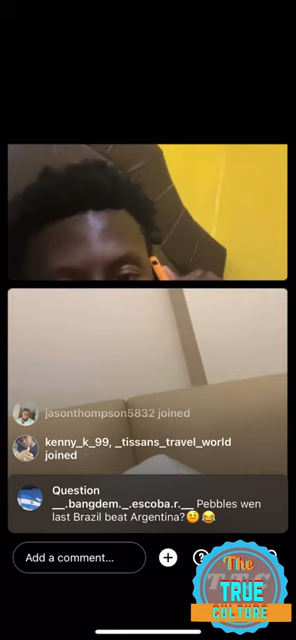 jasonthompson5832 joined
kenny_k_99, _tissans_travel_world
joined
Question
__.bangdem._.escoba.r.__ Pebbles wen
last Brazil beat Argentina?😐😂
Add a comment...
The
T.T.C
TRUE
CULTURE